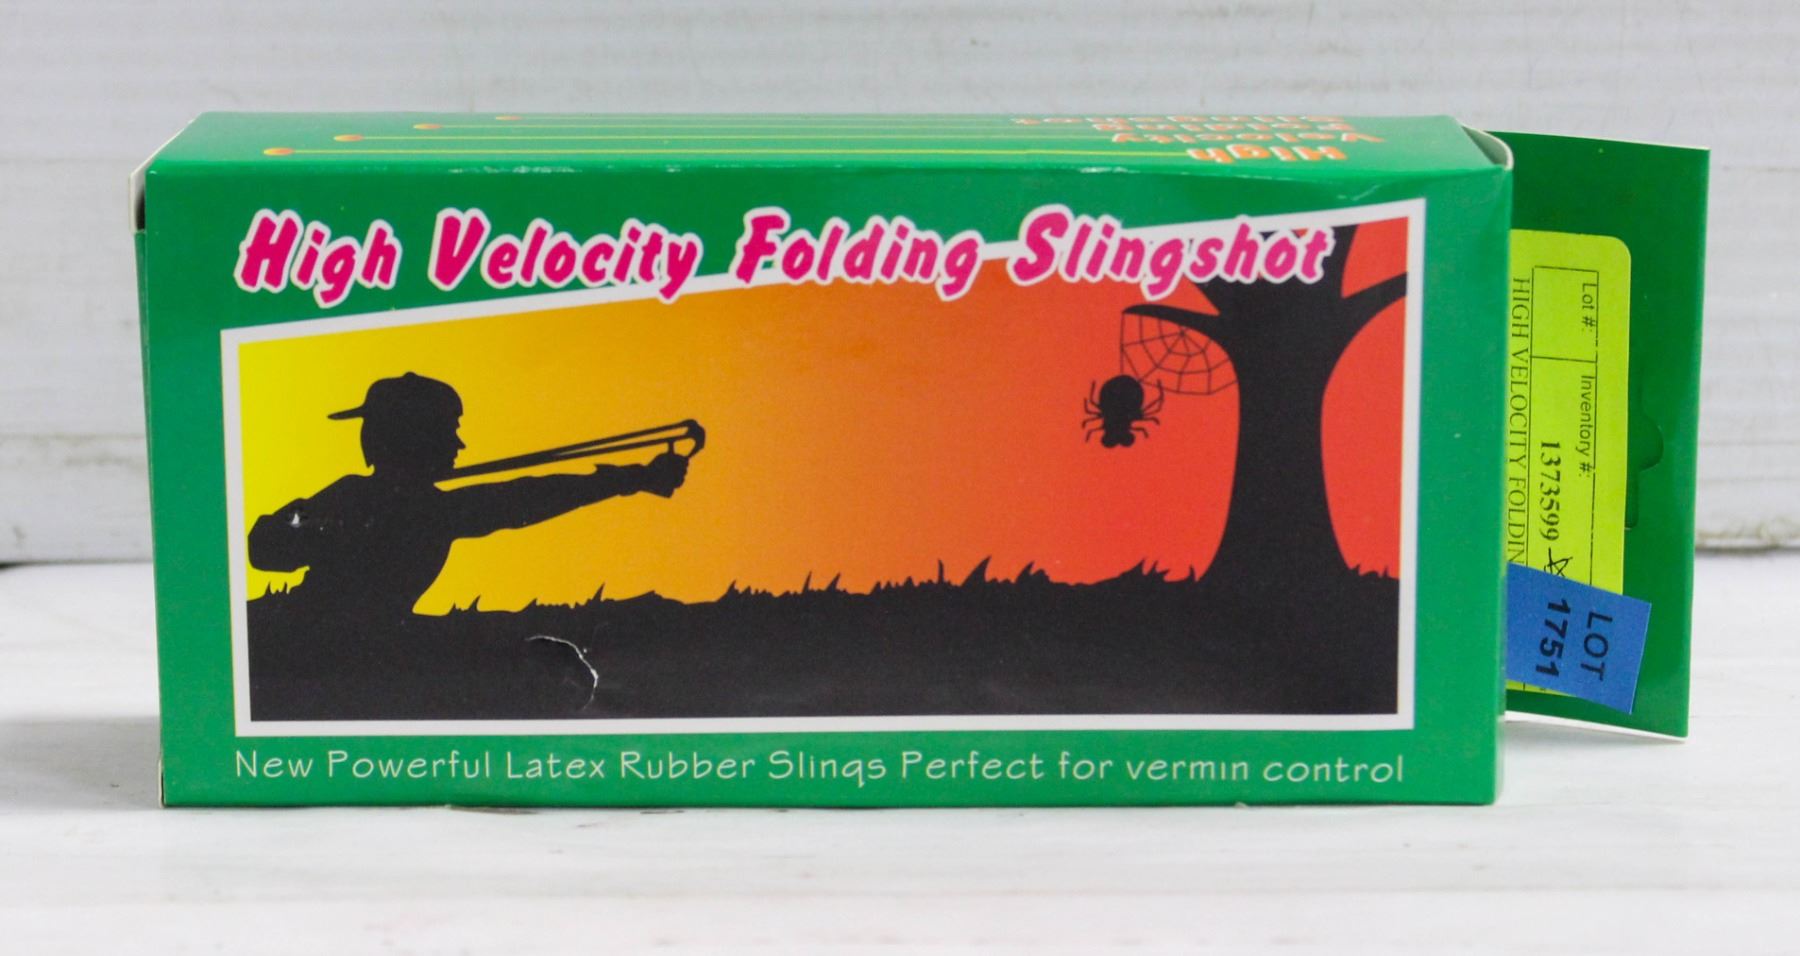 High
Velocity
Folding
Slingshot
High Velocity Folding Slingshot
New Powerful Latex Rubber Slings Perfect for vermin control
Lot #:
Inventory #:
1373599
HIGH VELOCITY FOLDIN
LOT
1751